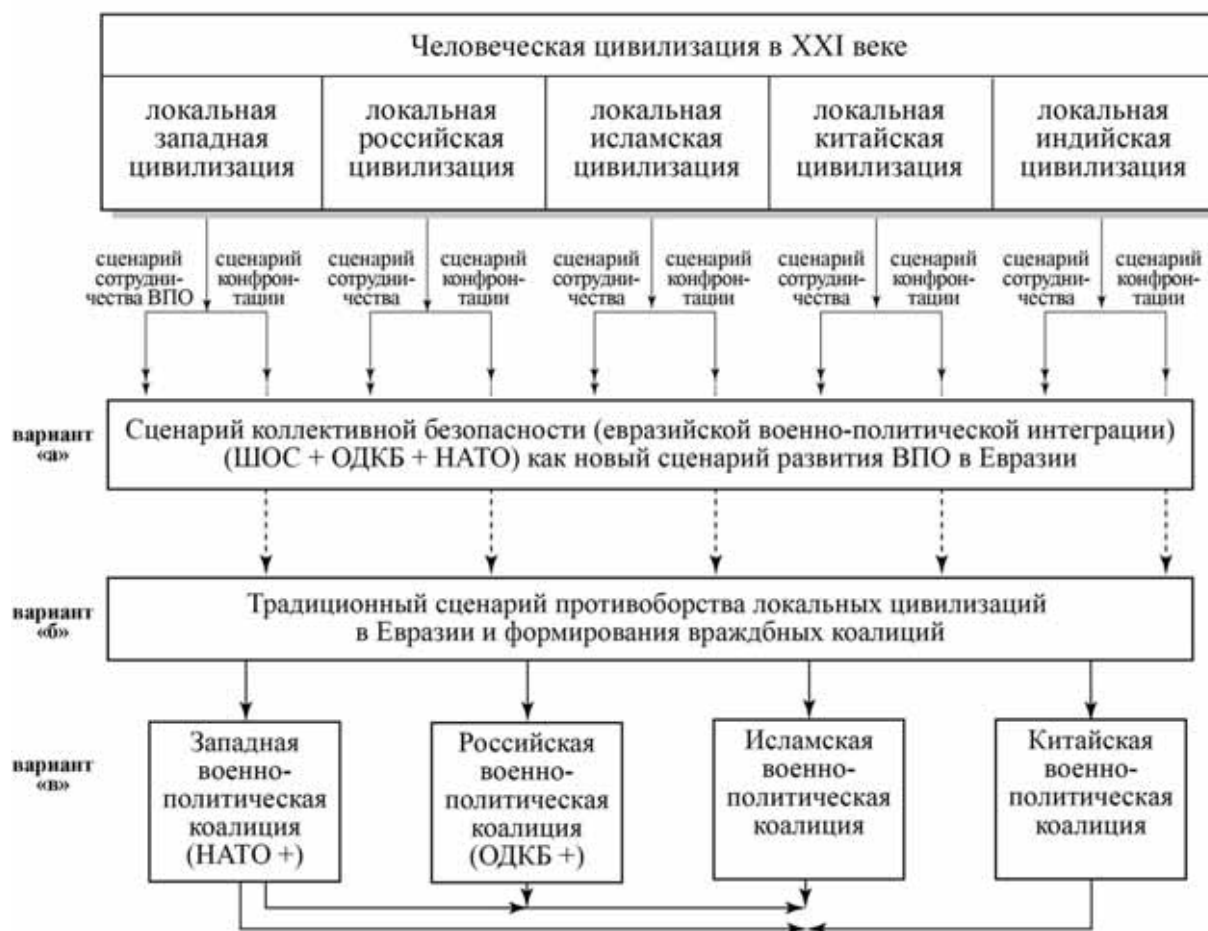 Человеческая цивилизация в XXI веке
локальная
западная
цивилизация
локальная
российская
цивилизация
локальная
исламская
цивилизация
локальная
китайская
цивилизация
локальная
индийская
цивилизация
сценарий
сотрудни-
чества ВПО
сценарий
конфрон-
тации
сценарий
сотрудни-
чества
сценарий
конфрон-
тации
сценарий
сотрудни-
чества
сценарий
конфрон-
тации
сценарий
сотрудни-
чества
сценарий
конфрон-
тации
сценарий
сотрудни-
чества
сценарий
конфрон-
тации
вариант
«а»
Сценарий коллективной безопасности (евразийской военно-политической интеграции)
(ШОС + ОДКБ + НАТО) как новый сценарий развития ВПО в Евразии
вариант
«б»
Традиционный сценарий противоборства локальных цивилизаций
в Евразии и формирования враждбных коалиций
вариант
«в»
Западная
военно-
политическая
коалиция
(НАТО +)
Российская
военно-
политическая
коалиция
(ОДКБ +)
Исламская
военно-
политическая
коалиция
Китайская
военно-
политическая
коалиция